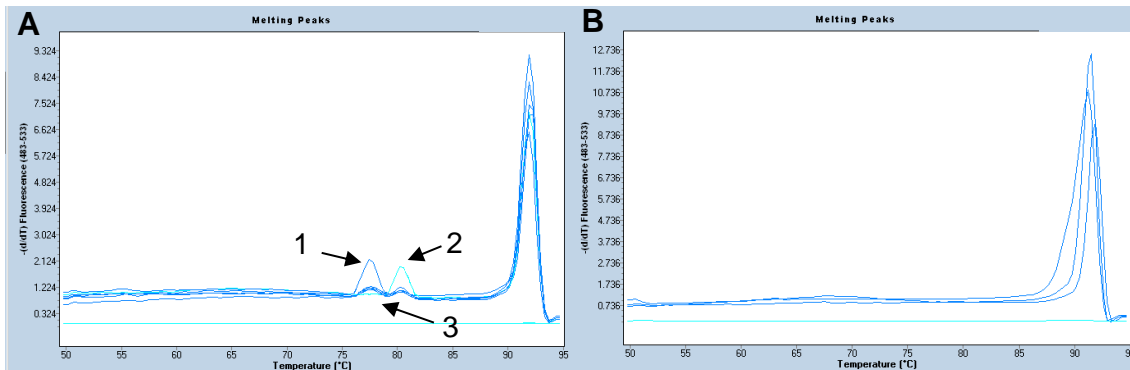 A
Melting Peaks
-(d/dT) Fluorescence (483-533)
9.324
8.424
7.524
6.624
5.724
4.824
3.924
3.024
2.124
1.224
0.324
1
2
3
50 55 60 65 70 75 80 85 90 95
Temperature [°C]
B
Melting Peaks
-(d/dT) Fluorescence (483-533)
12.736
11.736
10.736
9.736
8.736
7.736
6.736
5.736
4.736
3.736
2.736
1.736
0.736
50 55 60 65 70 75 80 85 90 95
Temperature [°C]